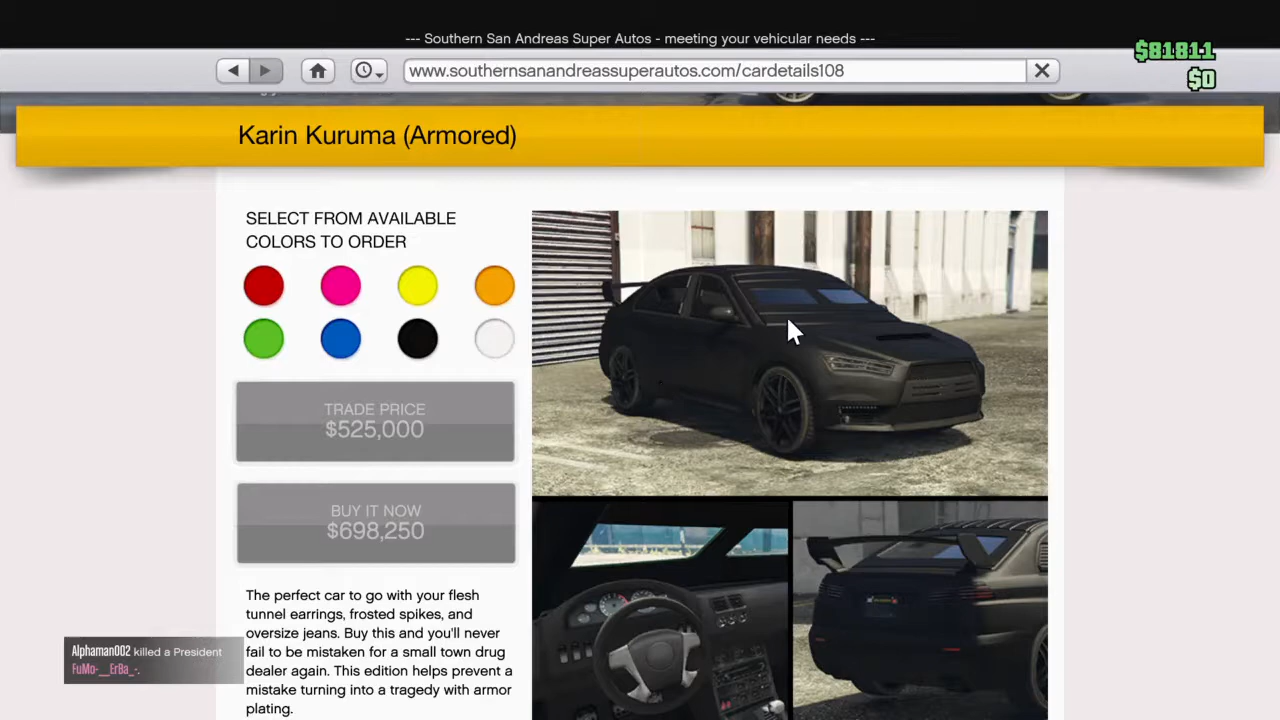 --- Southern San Andreas Super Autos - meeting your vehicular needs ---
$81811
www.southernsanandreassuperautos.com/cardetails108
$0
Karin Kuruma (Armored)
SELECT FROM AVAILABLE
COLORS TO ORDER
TRADE PRICE
$525,000
BUY IT NOW
$698,250
The perfect car to go with your flesh
tunnel earrings, frosted spikes, and
oversize jeans. Buy this and you'll never
fail to be mistaken for a small town drug
dealer again. This edition helps prevent a
mistake turning into a tragedy with armor
plating.
Alphaman002 killed a President
FuMo-__ErBa_-.